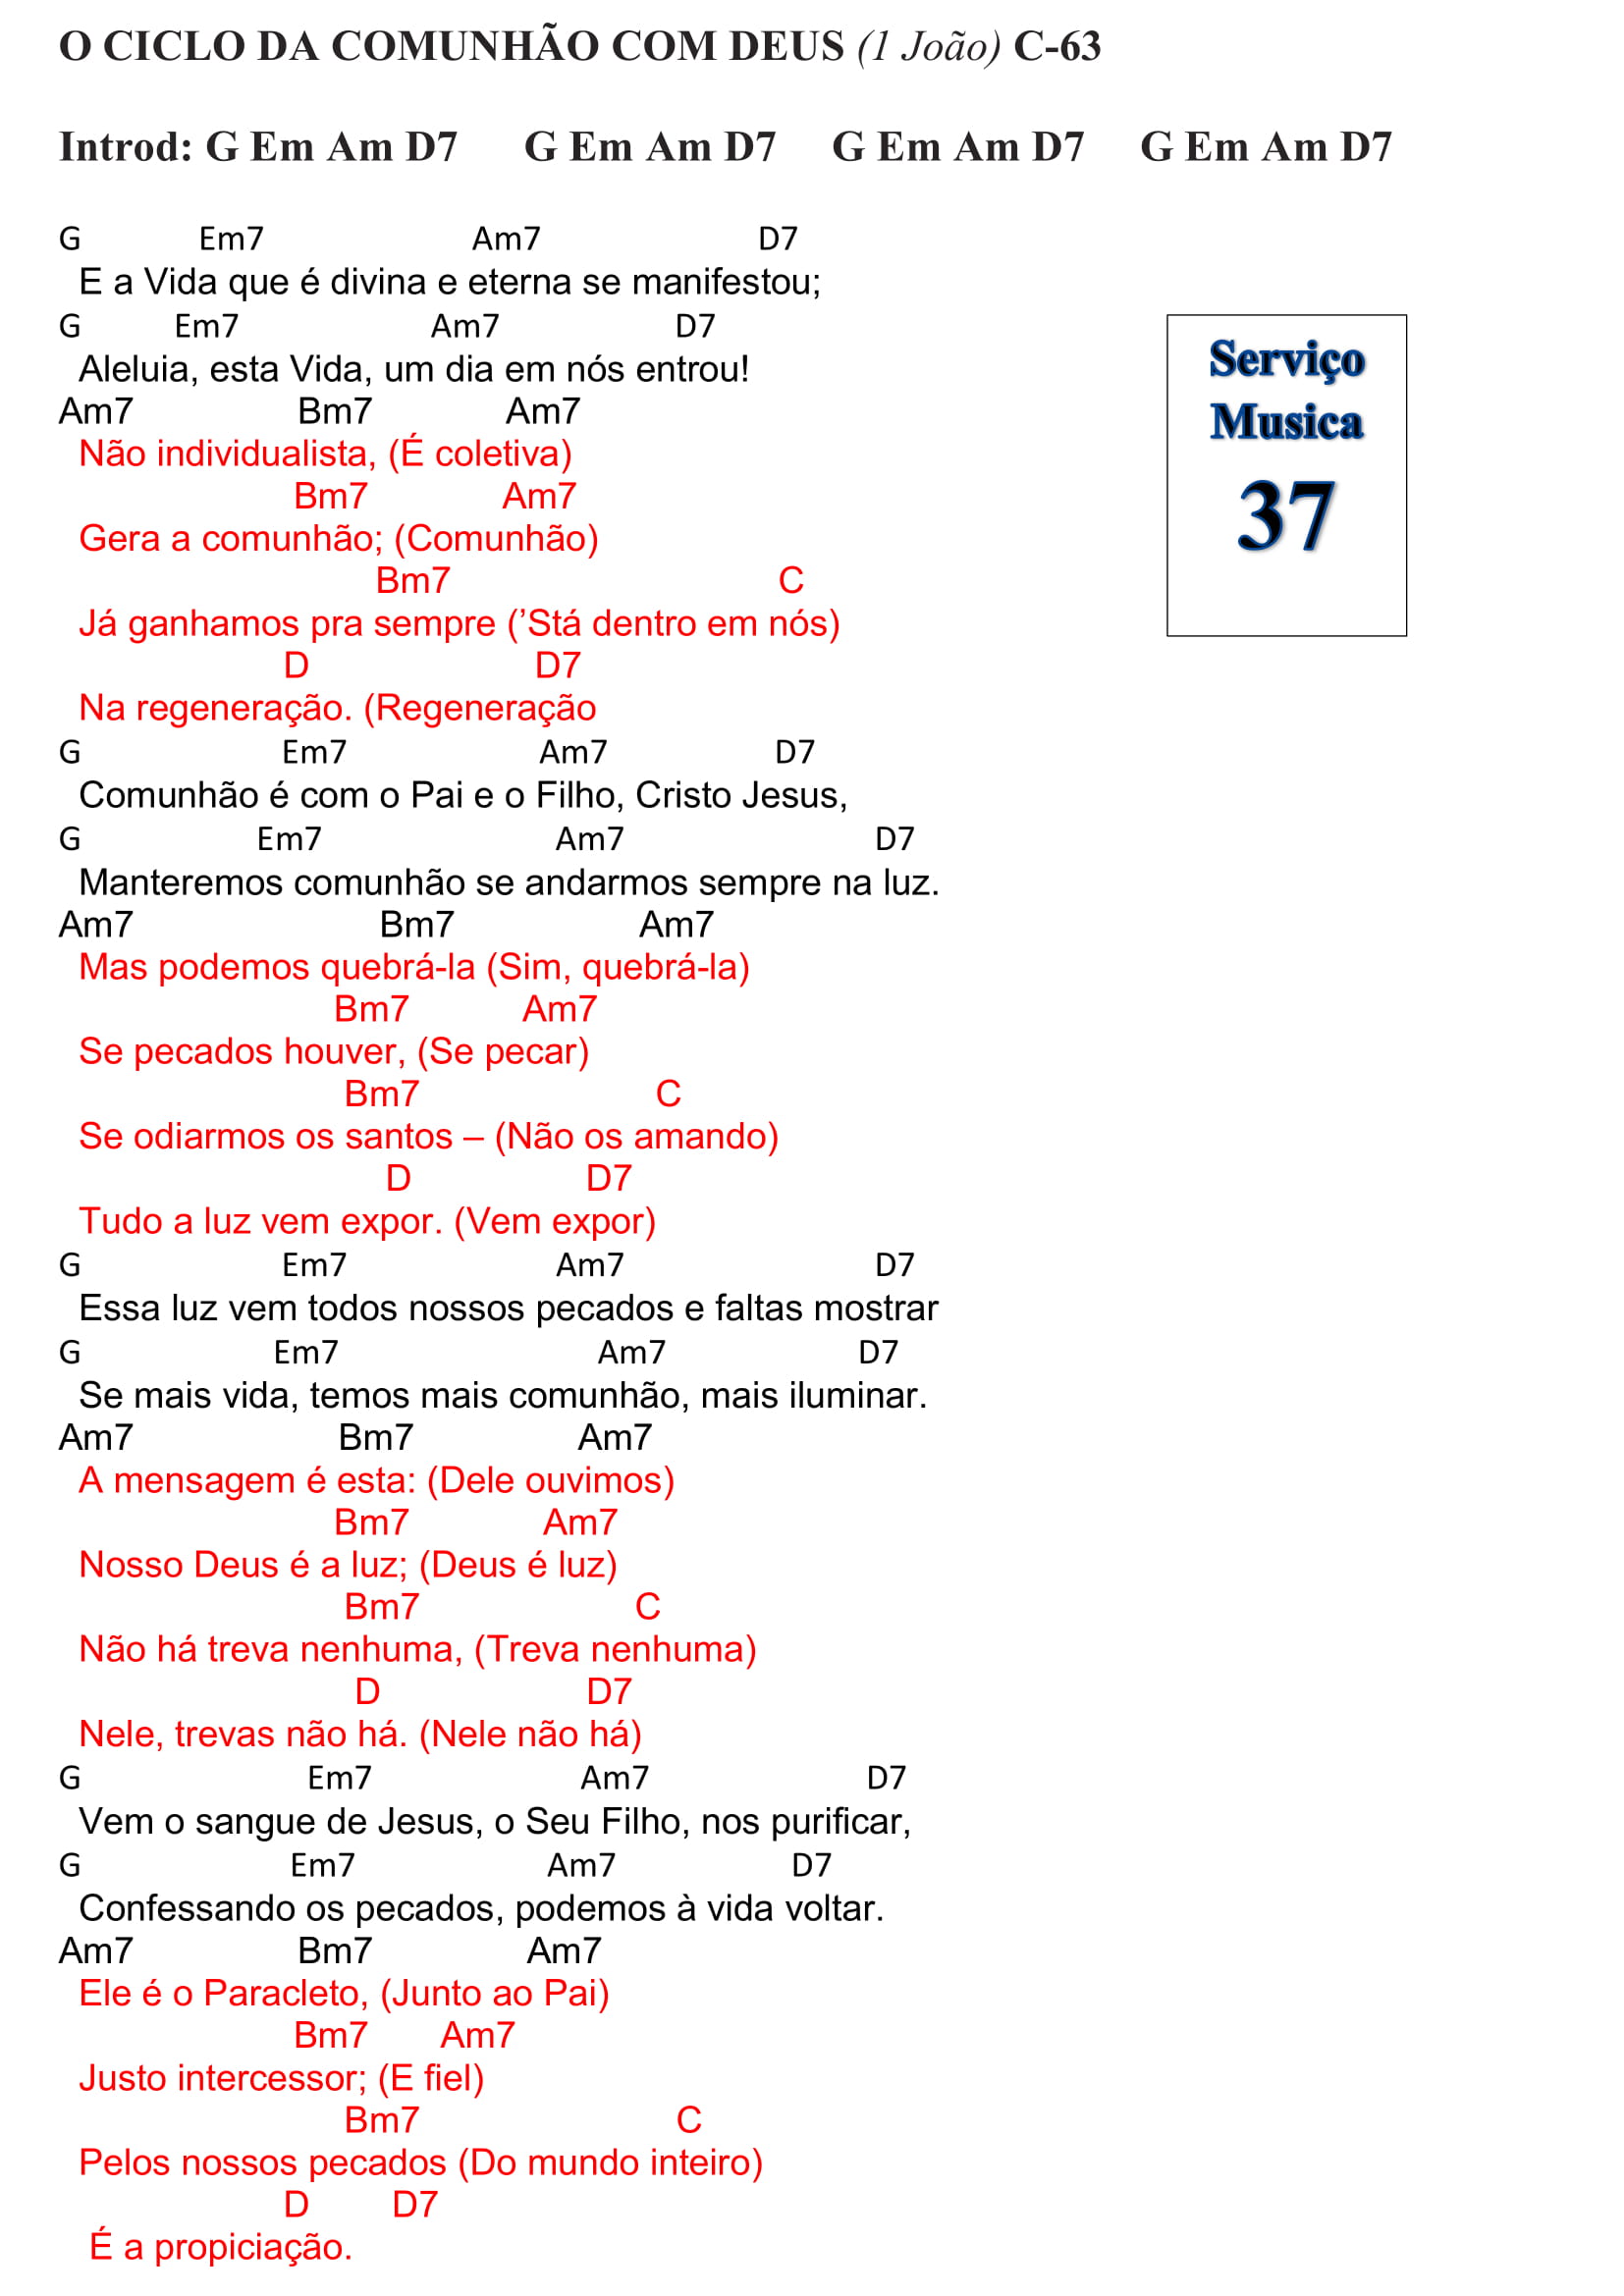 O CICLO DA COMUNHÃO COM DEUS (1 João) C-63
Introd: G Em Am D7 G Em Am D7 G Em Am D7 G Em Am D7
G Em7 Am7 D7
E a Vida que é divina e eterna se manifestou;
G Em7 Am7 D7
Aleluia, esta Vida, um dia em nós entrou!
Am7 Bm7 Am7
Não individualista, (É coletiva)
Bm7 Am7
Gera a comunhão; (Comunhão)
Bm7 C
Já ganhamos pra sempre (’Stá dentro em nós)
D D7
Na regeneração. (Regeneração
G Em7 Am7 D7
Comunhão é com o Pai e o Filho, Cristo Jesus,
G Em7 Am7 D7
Manteremos comunhão se andarmos sempre na luz.
Am7 Bm7 Am7
Mas podemos quebrá-la (Sim, quebrá-la)
Bm7 Am7
Se pecados houver, (Se pecar)
Bm7 C
Se odiarmos os santos – (Não os amando)
D D7
Tudo a luz vem expor. (Vem expor)
G Em7 Am7 D7
Essa luz vem todos nossos pecados e faltas mostrar
G Em7 Am7 D7
Se mais vida, temos mais comunhão, mais iluminar.
Am7 Bm7 Am7
A mensagem é esta: (Dele ouvimos)
Bm7 Am7
Nosso Deus é a luz; (Deus é luz)
Bm7 C
Não há treva nenhuma, (Treva nenhuma)
D D7
Nele, trevas não há. (Nele não há)
G Em7 Am7 D7
Vem o sangue de Jesus, o Seu Filho, nos purificar,
G Em7 Am7 D7
Confessando os pecados, podemos à vida voltar.
Am7 Bm7 Am7
Ele é o Paracleto, (Junto ao Pai)
Bm7 Am7
Justo intercessor; (E fiel)
Bm7 C
Pelos nossos pecados (Do mundo inteiro)
D D7
É a propiciação.
Serviço
Musica
37